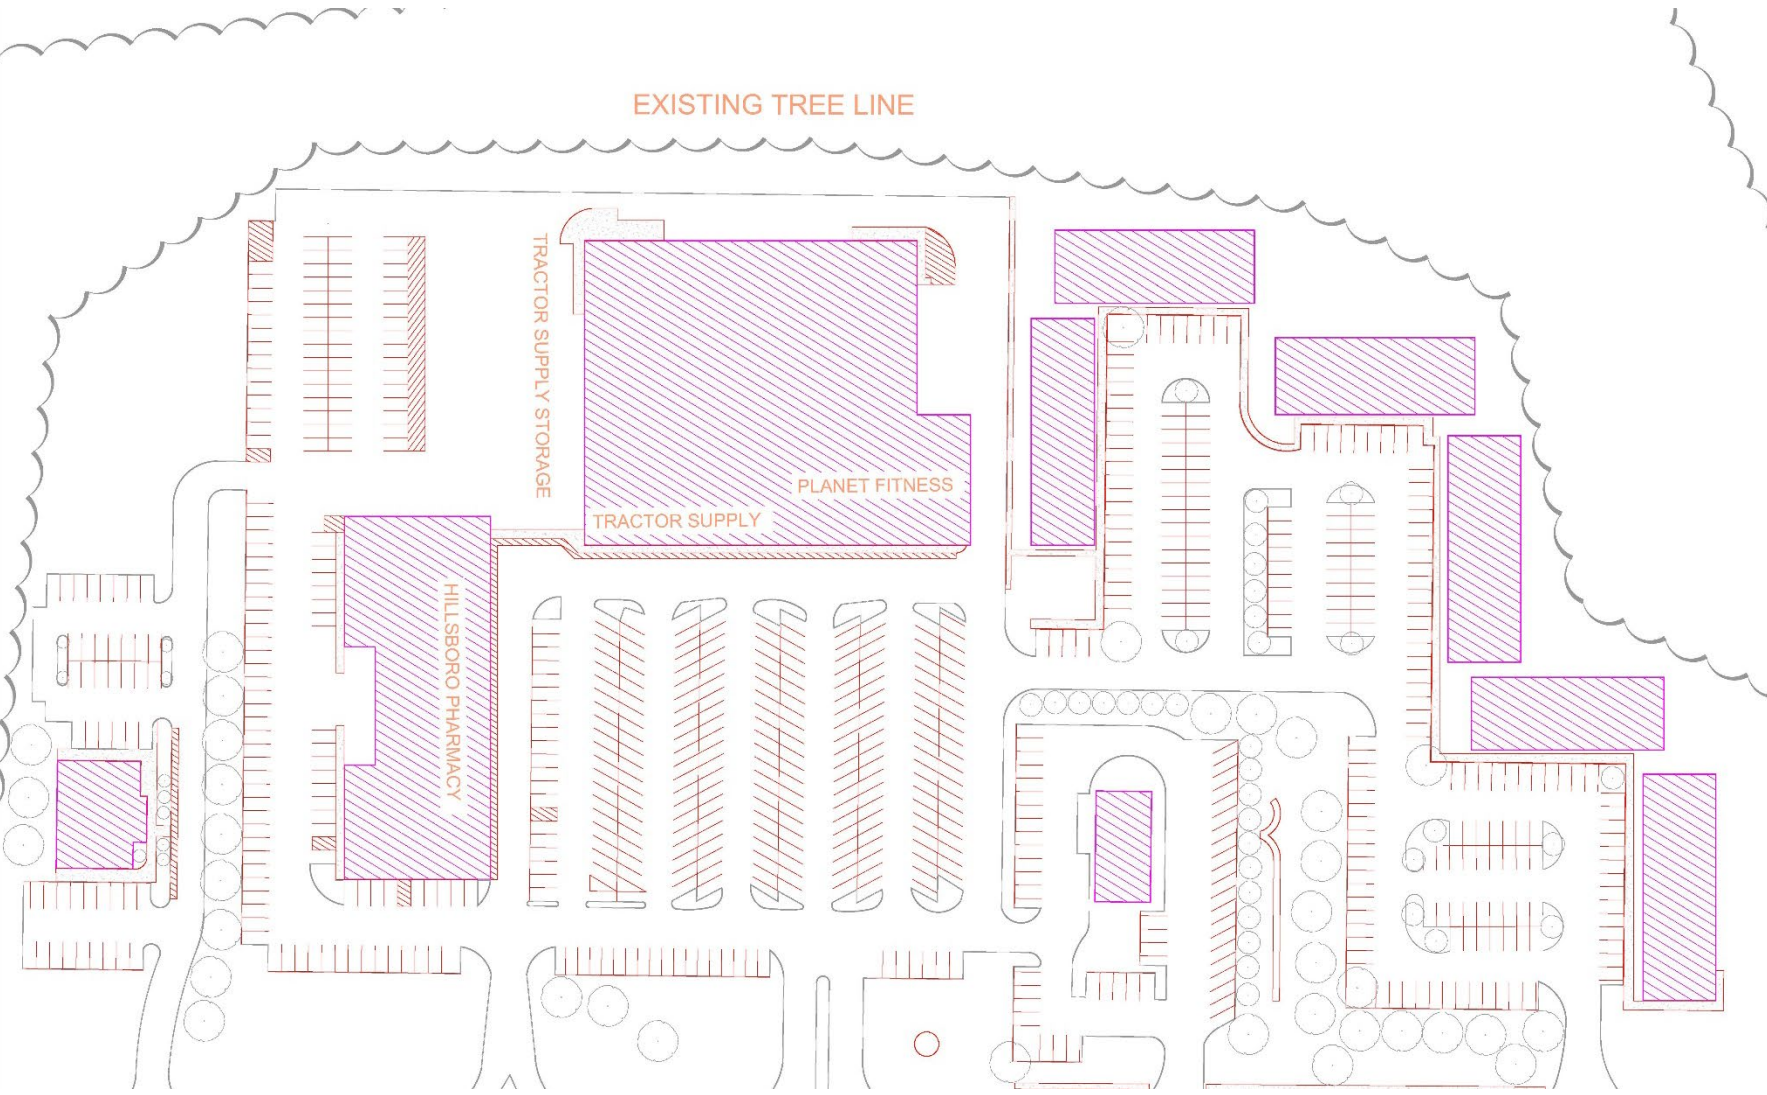 EXISTING TREE LINE
TRACTOR SUPPLY STORAGE
PLANET FITNESS
TRACTOR SUPPLY
HILLSBORO PHARMACY